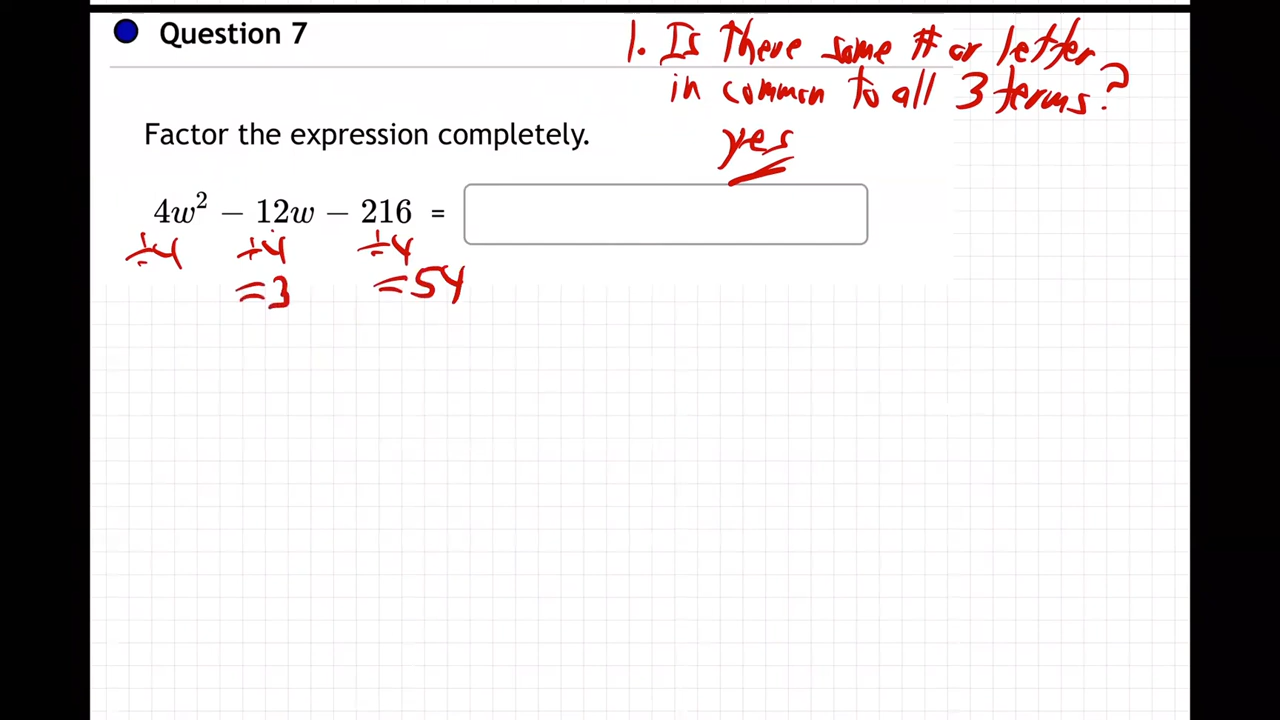 Question 7
1. Is there some # or letter
in common to all 3 terms?
yes
Factor the expression completely.
4w² − 12w − 216 =
÷4 ÷4 ÷4
=3 =54